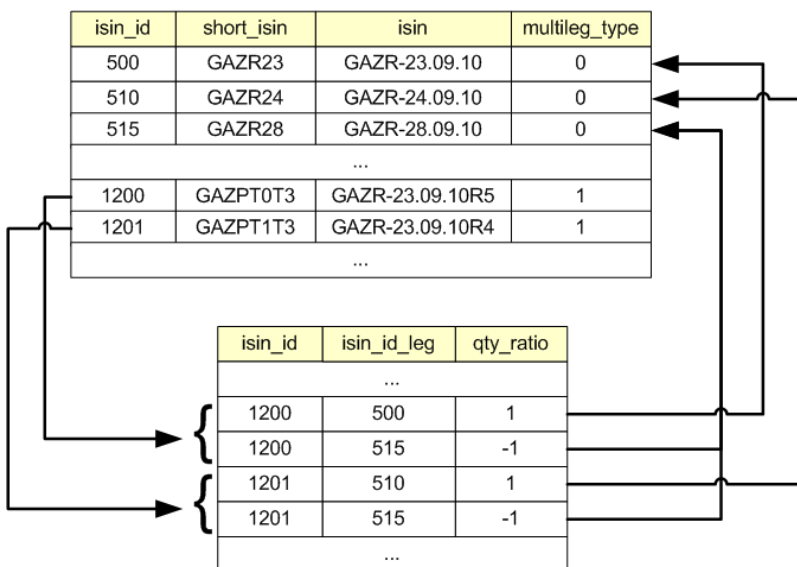 isin_id short_isin isin multileg_type
500 GAZR23 GAZR-23.09.10 0
510 GAZR24 GAZR-24.09.10 0
515 GAZR28 GAZR-28.09.10 0
...
1200 GAZPT0T3 GAZR-23.09.10R5 1
1201 GAZPT1T3 GAZR-23.09.10R4 1
...
isin_id isin_id_leg qty_ratio
...
1200 500 1
1200 515 -1
1201 510 1
1201 515 -1
...